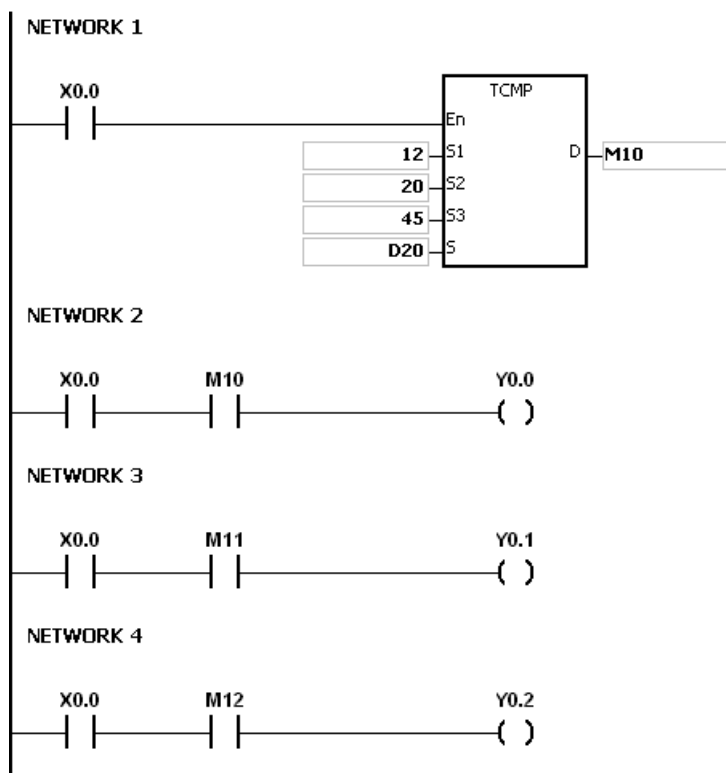 NETWORK 1
X0.0
TCMP
En
12 S1 D M10
20 S2
45 S3
D20 S
NETWORK 2
X0.0 M10 Y0.0
NETWORK 3
X0.0 M11 Y0.1
NETWORK 4
X0.0 M12 Y0.2